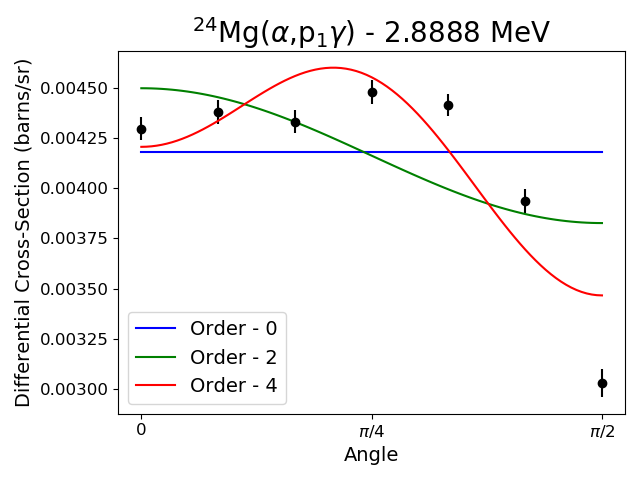 ²⁴Mg(α,p₁γ) - 2.8888 MeV
Differential Cross-Section (barns/sr)
0.00450
0.00425
0.00400
0.00375
0.00350
0.00325
0.00300
Order - 0
Order - 2
Order - 4
0
π/4
π/2
Angle